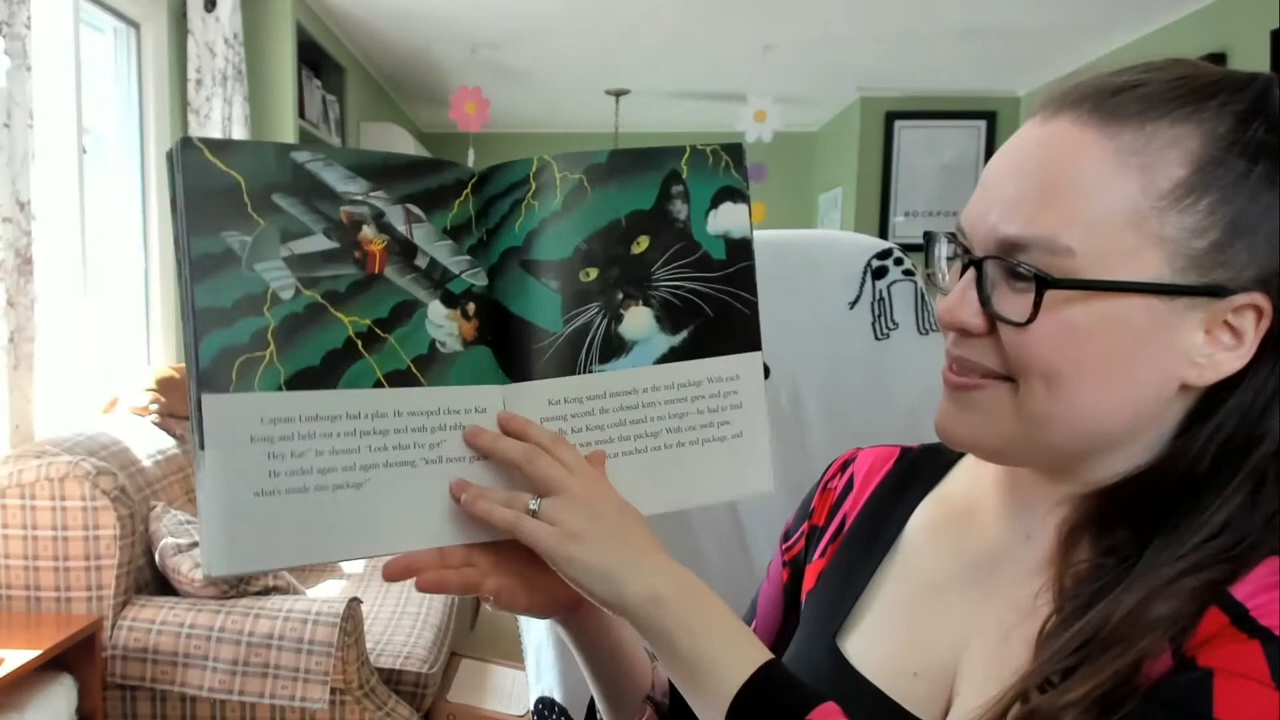 Captain Limburger had a plan. He swooped close to Kat
Kong and held out a red package tied with gold
"Hey, Kat!" he shouted. "Look what I've got!"
He circled again and again shouting, "You'll never
what's inside this package!"
Kat Kong stared intensely at the red package. With each
passing second, the colossal kitty's interest grew and grew.
Kat Kong could stand it no longer—he had to find
was inside that package! With one swift paw,
reached out for the red package, and